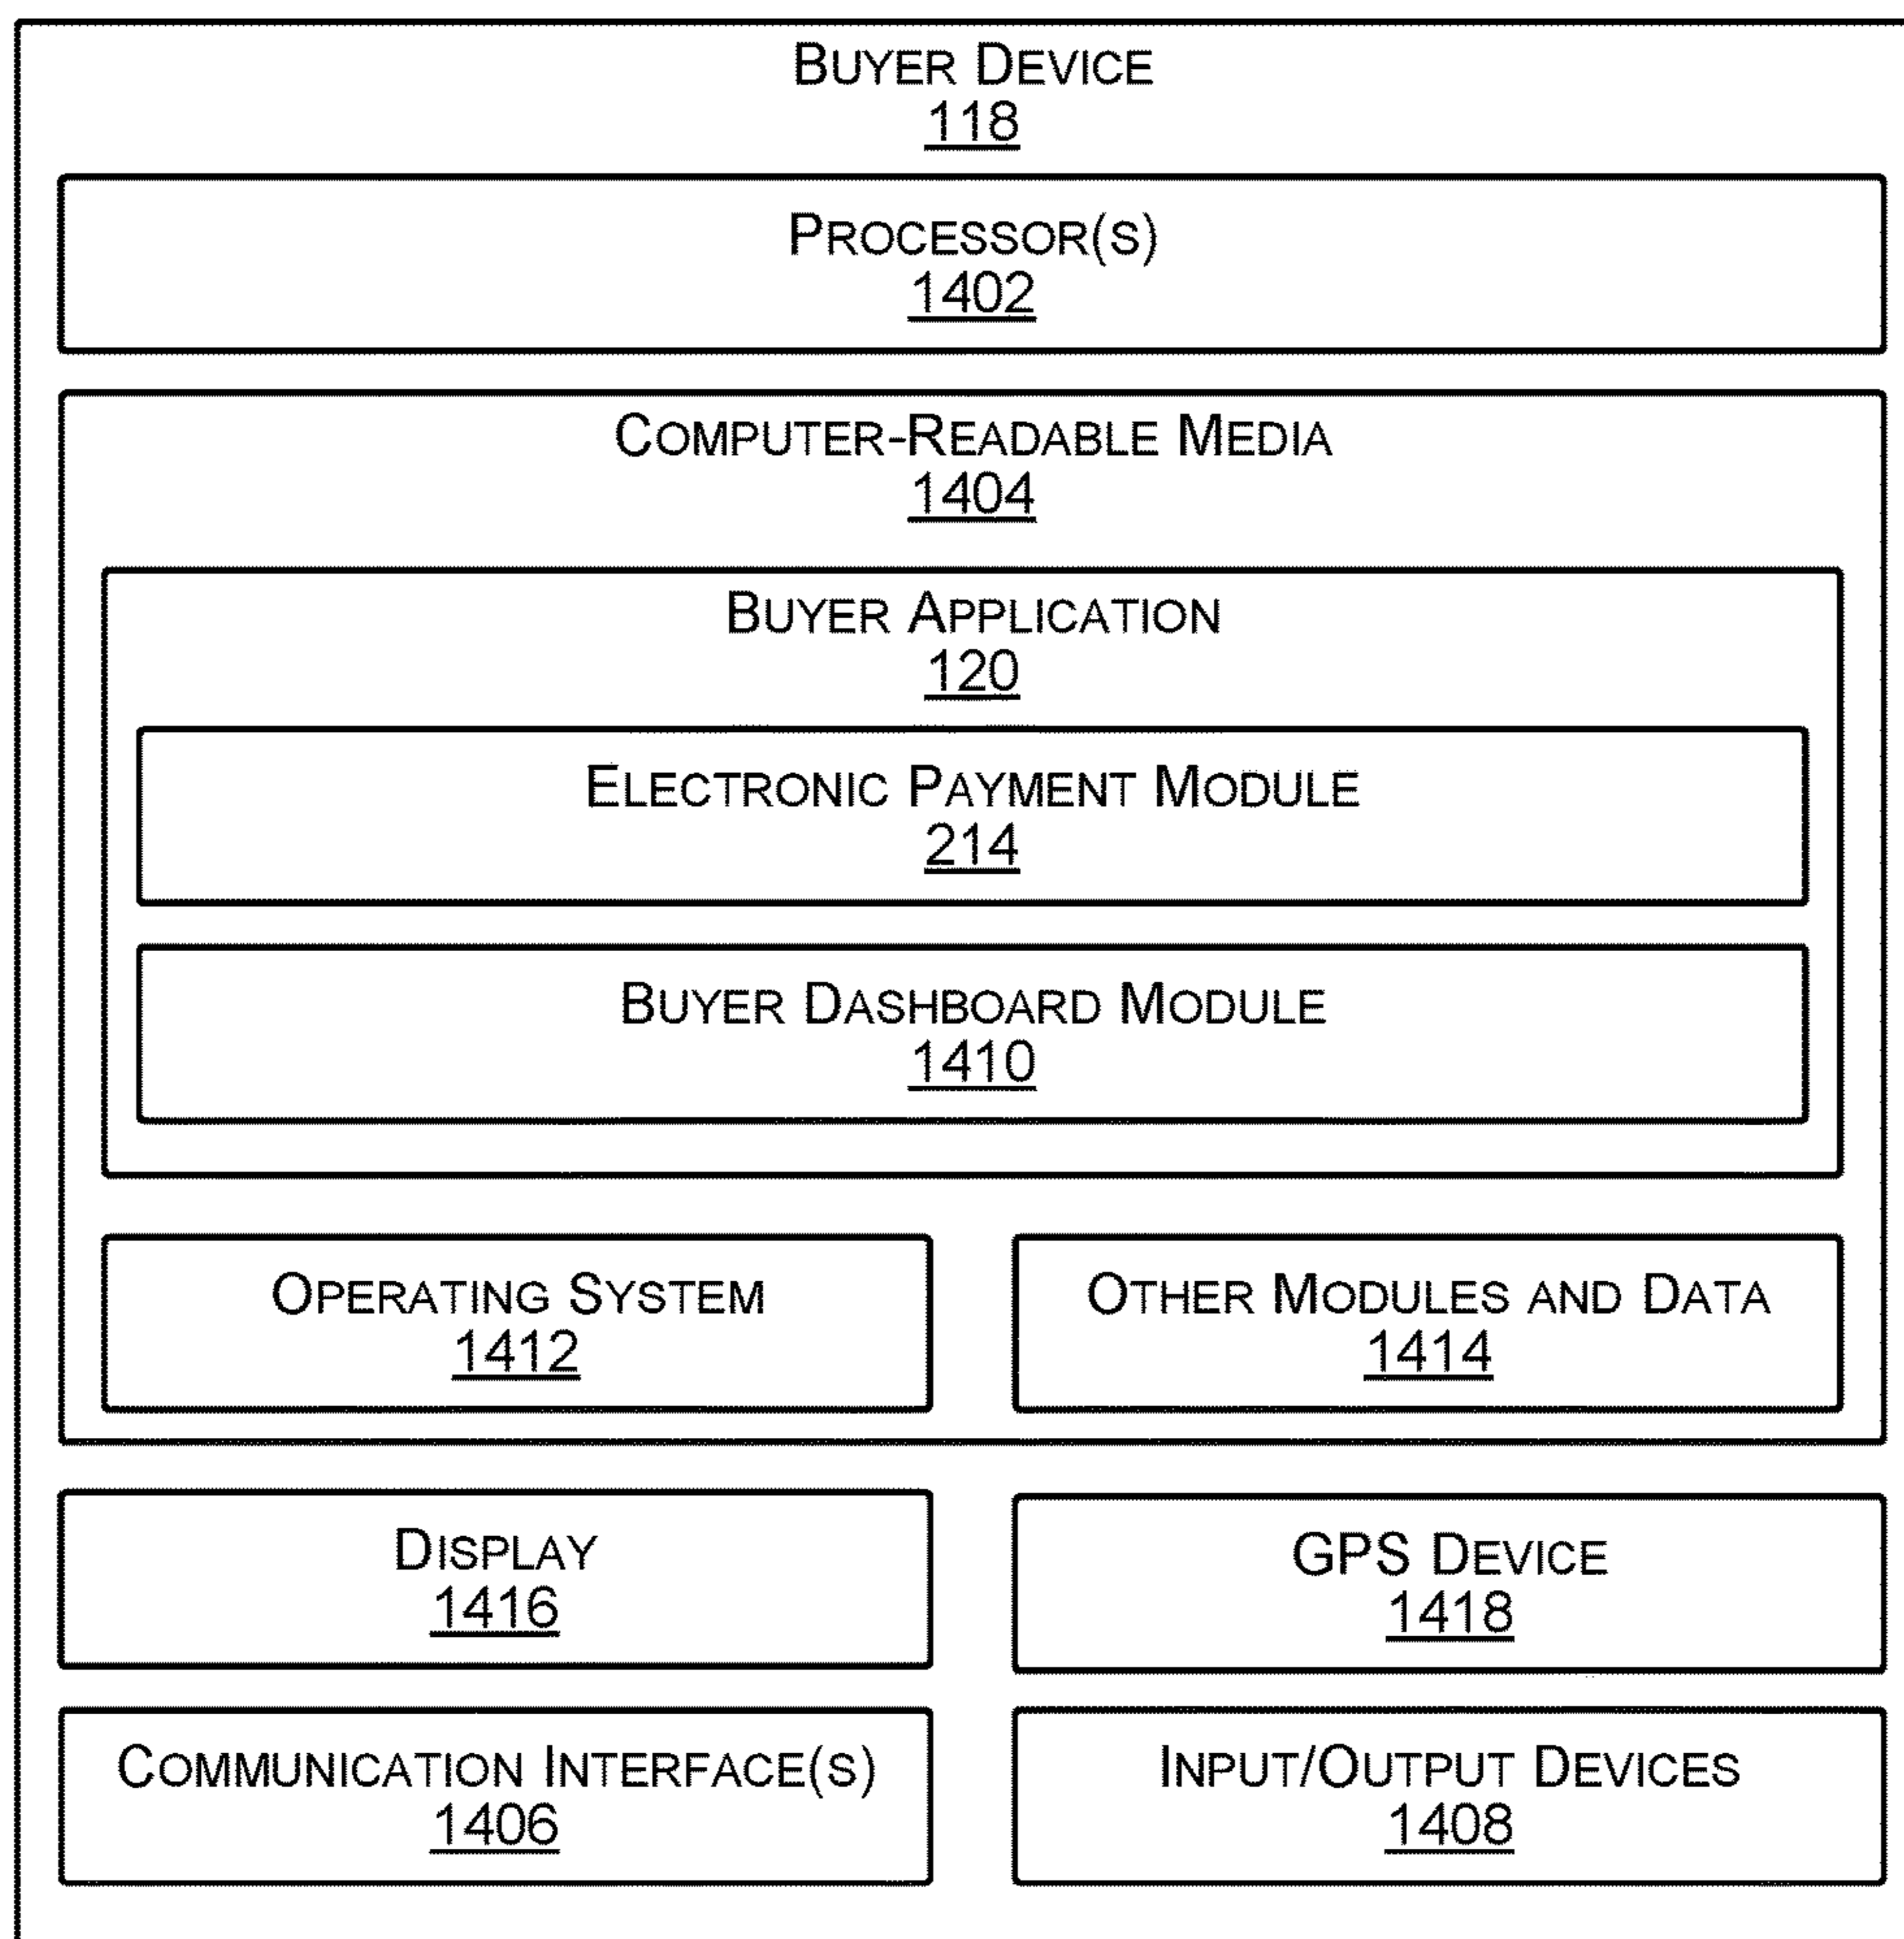 BUYER DEVICE
118
PROCESSOR(S)
1402
COMPUTER-READABLE MEDIA
1404
BUYER APPLICATION
120
ELECTRONIC PAYMENT MODULE
214
BUYER DASHBOARD MODULE
1410
OPERATING SYSTEM
1412
OTHER MODULES AND DATA
1414
DISPLAY
1416
GPS DEVICE
1418
COMMUNICATION INTERFACE(S)
1406
INPUT/OUTPUT DEVICES
1408